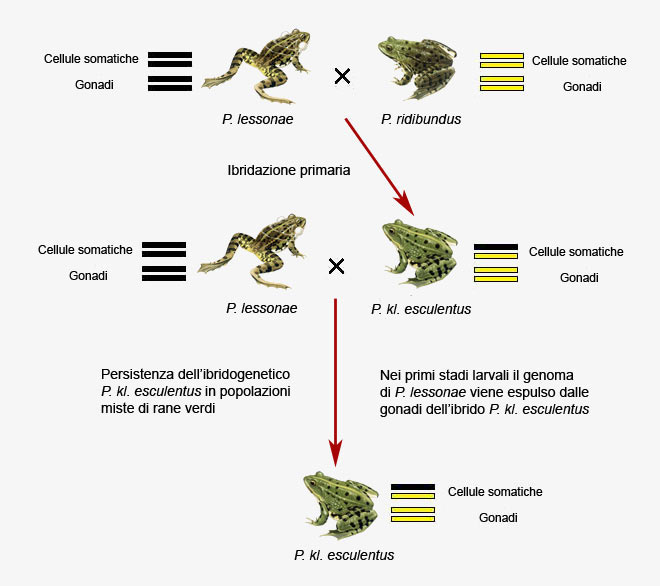 Cellule somatiche
Gonadi
Cellule somatiche
Gonadi
P. lessonae
P. ridibundus
Ibridazione primaria
Cellule somatiche
Gonadi
Cellule somatiche
Gonadi
P. lessonae
P. kl. esculentus
Persistenza dell'ibridogenetico
P. kl. esculentus in popolazioni
miste di rane verdi
Nei primi stadi larvali il genoma
di P. lessonae viene espulso dalle
gonadi dell'ibrido P. kl. esculentus
Cellule somatiche
Gonadi
P. kl. esculentus